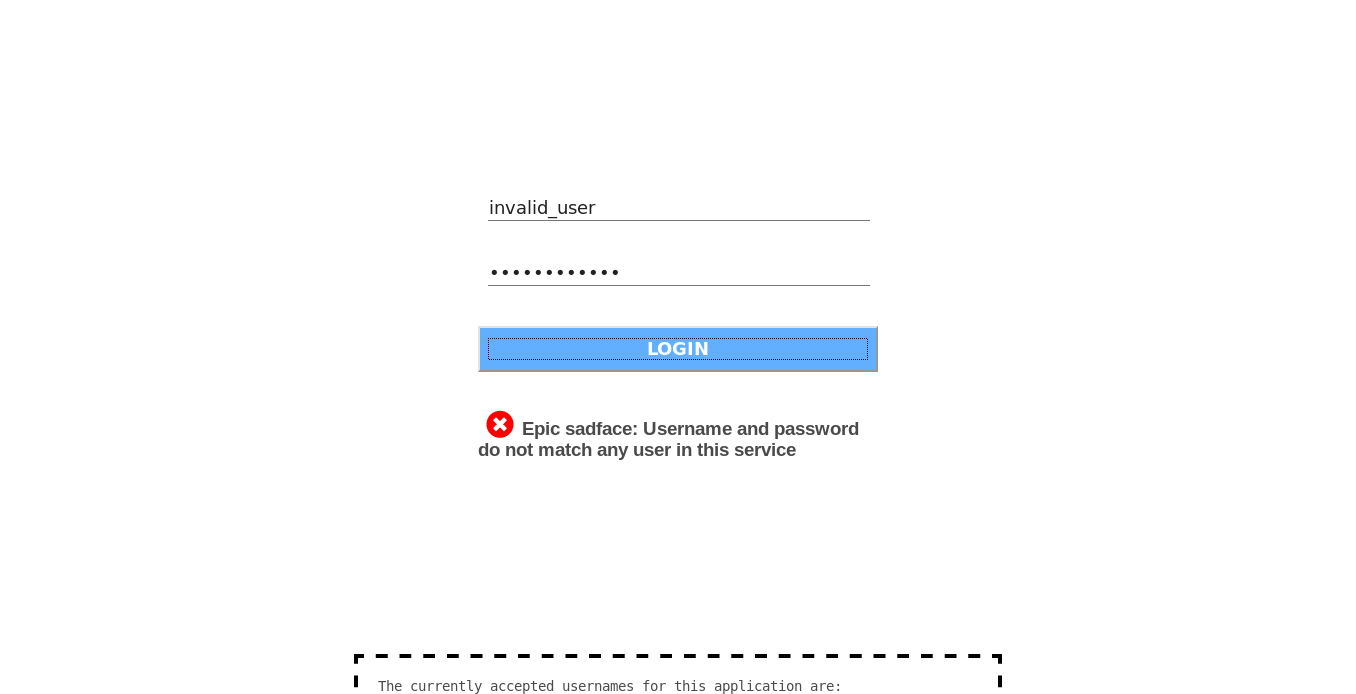 invalid_user
••••••••••••
LOGIN
Epic sadface: Username and password
do not match any user in this service
The currently accepted usernames for this application are: